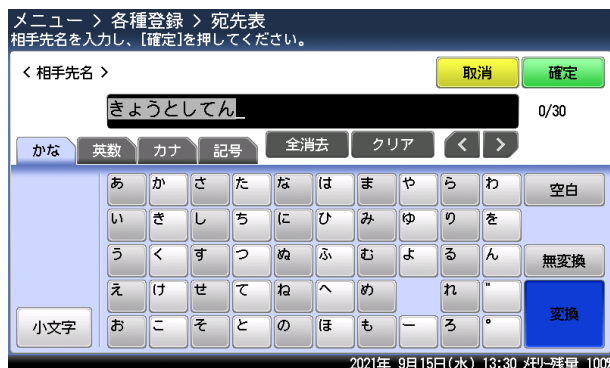 メニュー > 各種登録 > 宛先表
相手先名を入力し、[確定]を押してください。
< 相手先名 >
取消
確定
きょうとしてん_
0/30
かな 英数 カナ 記号 全消去 クリア < >
あ か さ た な は ま や ら わ 空白
い き し ち に ひ み ゆ り を
う く す つ ぬ ふ む よ る ん 無変換
え け せ て ね へ め れ ゛ 変換
小文字 お こ そ と の ほ も ー ろ ゜
2021年 9月15日(水) 13:30 メモリー残量 100%